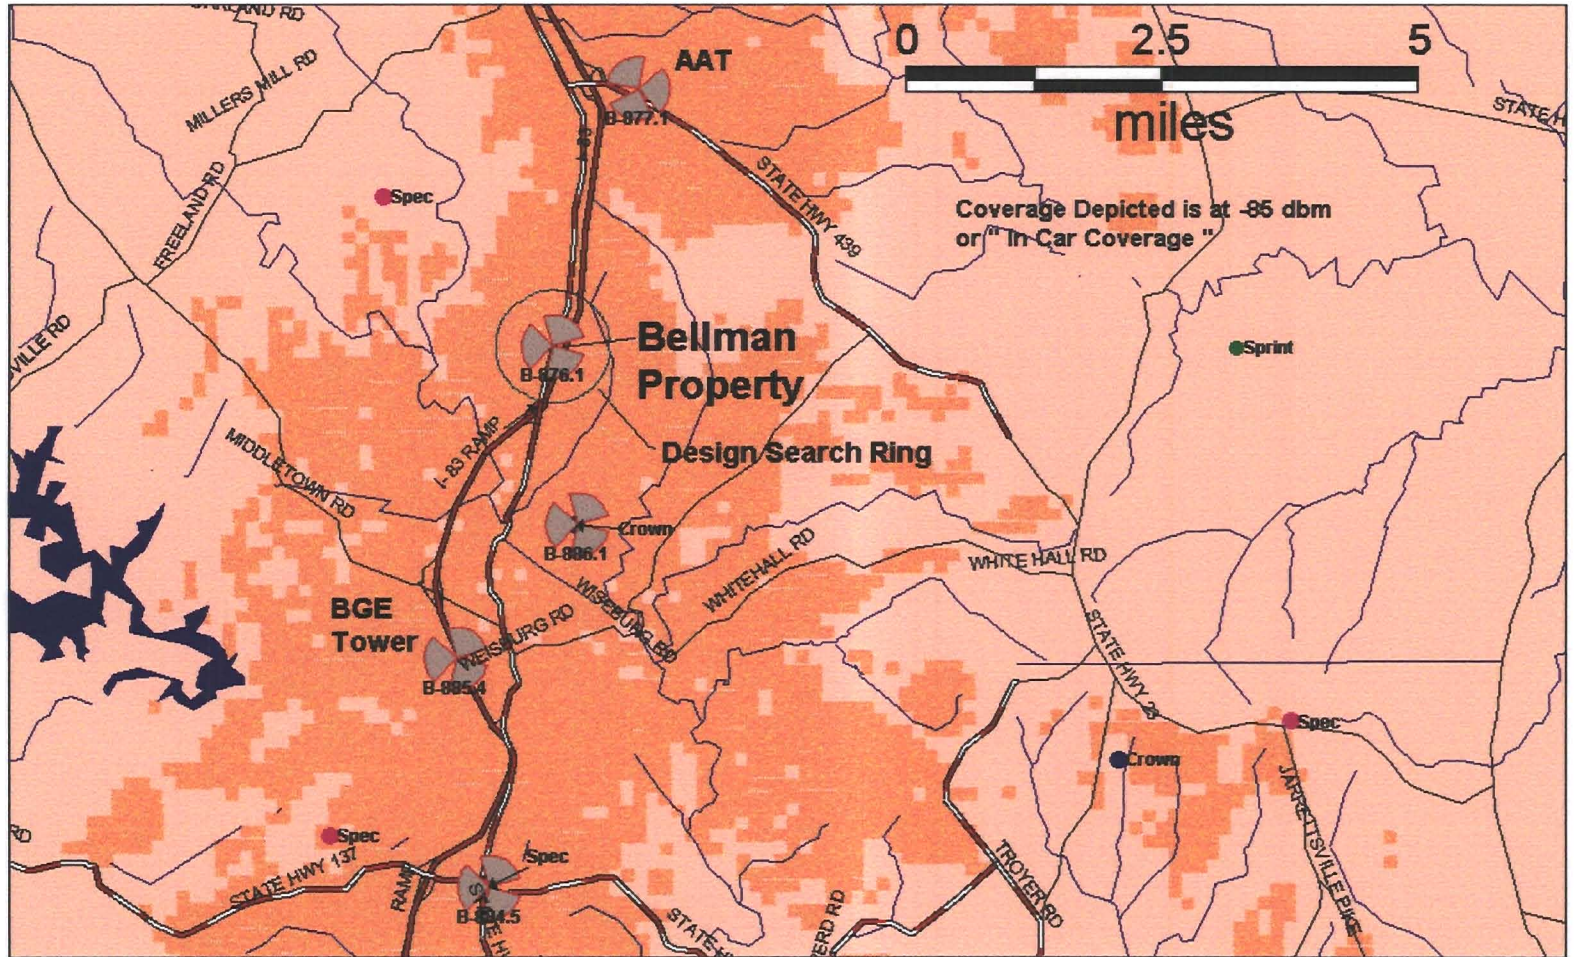 MILLERS MILL RD
AAT
B-877.1
0 2.5 5
miles
FREELAND RD
Spec
STATE HWY 439
Coverage Depicted is at -85 dbm
or " In Car Coverage "
Bellman
Property
B-876.1
Sprint
I- 83 RAMP
Design Search Ring
MIDDLETOWN RD
Crown
B-886.1
WHITEHALL RD
WHITE HALL RD
BGE
Tower
WISEBURG RD
WEISBURG RD
B-885.4
STATE HWY 23
Spec
Crown
JARRETTSVILLE PIKE
Spec
STATE HWY 137
RAMP
Spec
TROYER RD